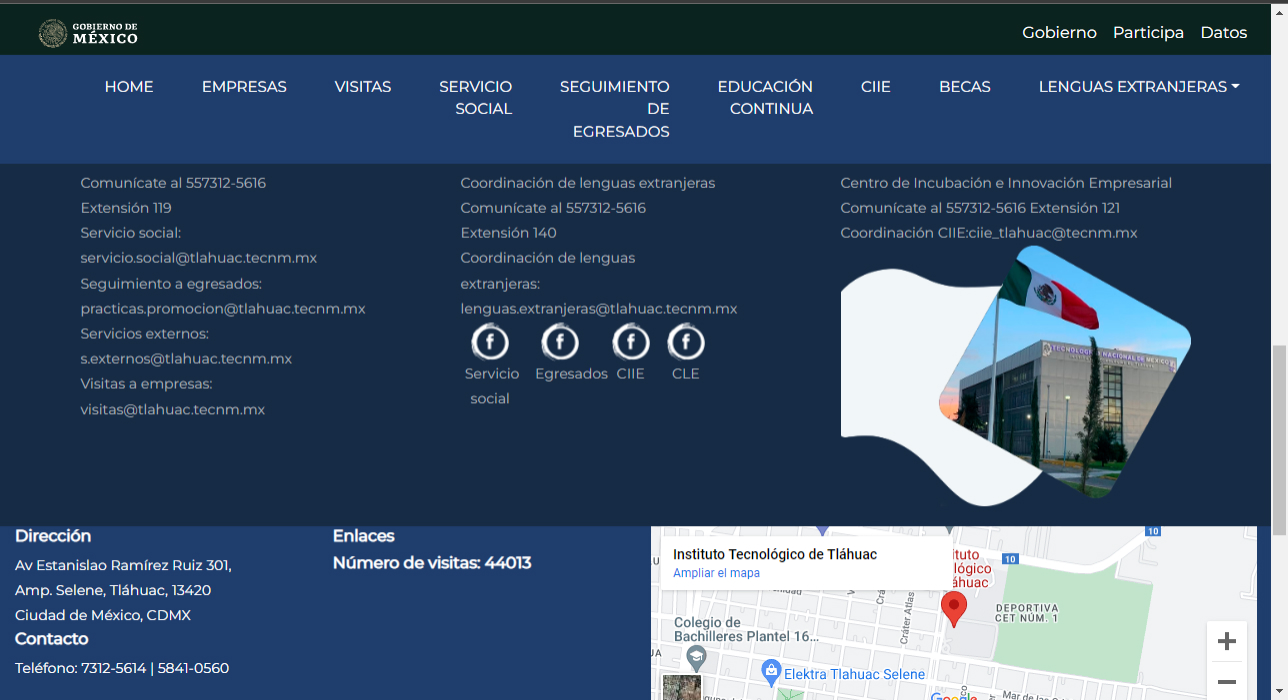 GOBIERNO DE
MÉXICO
Gobierno Participa Datos
HOME
EMPRESAS
VISITAS
SERVICIO
SOCIAL
SEGUIMIENTO
DE
EGRESADOS
EDUCACIÓN
CONTINUA
CIIE
BECAS
LENGUAS EXTRANJERAS
Comunícate al 557312-5616
Extensión 119
Servicio social:
servicio.social@tlahuac.tecnm.mx
Seguimiento a egresados:
practicas.promocion@tlahuac.tecnm.mx
Servicios externos:
s.externos@tlahuac.tecnm.mx
Visitas a empresas:
visitas@tlahuac.tecnm.mx
Coordinación de lenguas extranjeras
Comunícate al 557312-5616
Extensión 140
Coordinación de lenguas
extranjeras:
lenguas.extranjeras@tlahuac.tecnm.mx
Servicio
social
Egresados
CIIE
CLE
Centro de Incubación e Innovación Empresarial
Comunícate al 557312-5616 Extensión 121
Coordinación CIIE:ciie_tlahuac@tecnm.mx
TECNOLÓGICO NACIONAL DE MÉXICO
Dirección
Av Estanislao Ramírez Ruiz 301,
Amp. Selene, Tláhuac, 13420
Ciudad de México, CDMX
Contacto
Teléfono: 7312-5614 | 5841-0560
Enlaces
Número de visitas: 44013
Instituto Tecnológico de Tláhuac
Ampliar el mapa
10
10
DEPORTIVA
CET NÚM. 1
Cráter Atlas
Colegio de
Bachilleres Plantel 16...
Elektra Tlahuac Selene
Google
Mar de las